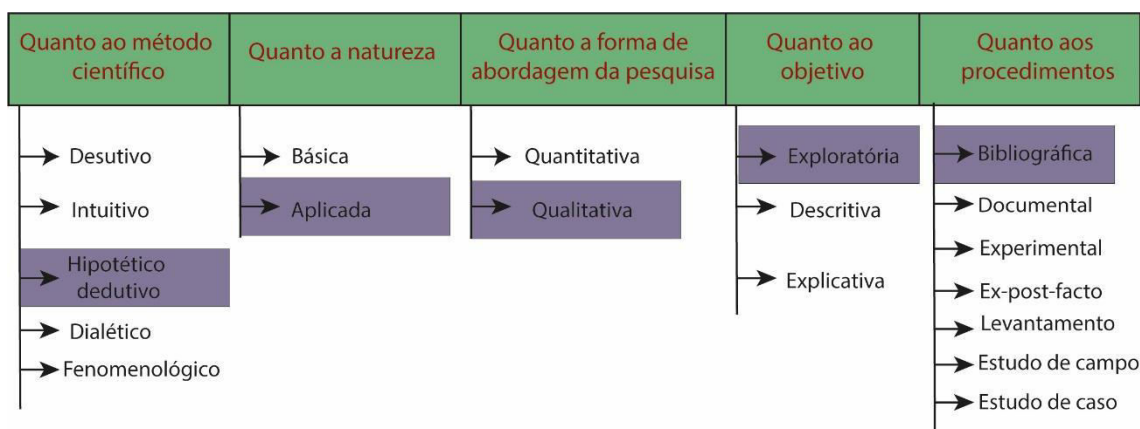 Quanto ao método
científico
Quanto a natureza
Quanto a forma de
abordagem da pesquisa
Quanto ao
objetivo
Quanto aos
procedimentos
Desutivo
Intuitivo
Hipotético
dedutivo
Dialético
Fenomenológico
Básica
Aplicada
Quantitativa
Qualitativa
Exploratória
Descritiva
Explicativa
Bibliográfica
Documental
Experimental
Ex-post-facto
Levantamento
Estudo de campo
Estudo de caso